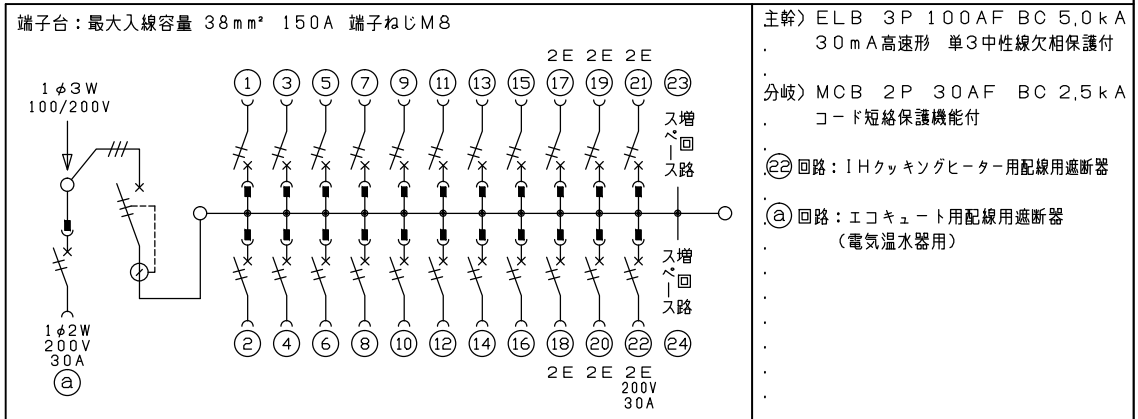 端子台：最大入線容量 38mm² 150A 端子ねじM8
2E 2E 2E
1 3 5 7 9 11 13 15 17 19 21 23
1φ3W
100/200V
増回路
スペース
増回路
スペース
1φ2W
200V
30A
a
2 4 6 8 10 12 14 16 18 20 22 24
2E 2E 2E
200V
30A
主幹）ELB 3P 100AF BC 5,0kA
. 30mA高速形 単3中性線欠相保護付
.
分岐）MCB 2P 30AF BC 2,5kA
. コード短絡保護機能付
.
22 回路：IHクッキングヒーター用配線用遮断器
.
a 回路：エコキュート用配線用遮断器
. （電気温水器用）
.
.
.
.
.
.